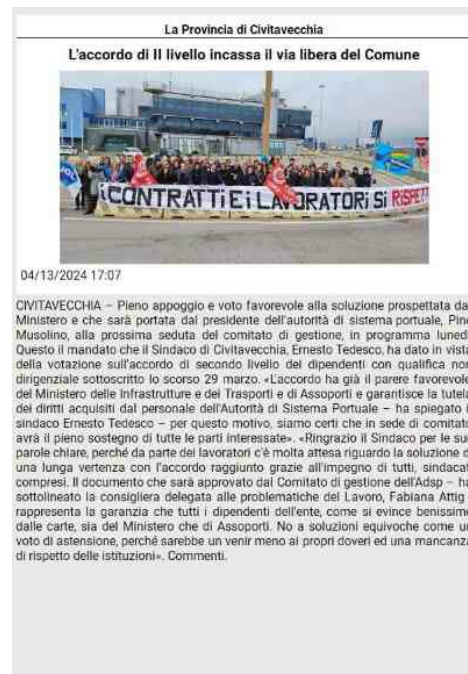 La Provincia di Civitavecchia
L'accordo di II livello incassa il via libera del Comune
i CONTRATTI E i LAVORATORI SI RISPETT
04/13/2024 17:07
CIVITAVECCHIA – Pieno appoggio e voto favorevole alla soluzione prospettata da
Ministero e che sarà portata dal presidente dell'autorità di sistema portuale, Pin
Musolino, alla prossima seduta del comitato di gestione, in programma lunedì
Questo il mandato che il Sindaco di Civitavecchia, Ernesto Tedesco, ha dato in vist
della votazione sull'accordo di secondo livello dei dipendenti con qualifica non
dirigenziale sottoscritto lo scorso 29 marzo. «L'accordo ha già il parere favorevole
del Ministero delle Infrastrutture e dei Trasporti e di Assoporti e garantisce la tutela
dei diritti acquisiti dal personale dell'Autorità di Sistema Portuale – ha spiegato i
sindaco Ernesto Tedesco – per questo motivo, siamo certi che in sede di comitato
avrà il pieno sostegno di tutte le parti interessate». «Ringrazio il Sindaco per le su
parole chiare, perché da parte dei lavoratori c'è molta attesa riguardo la soluzione d
una lunga vertenza con l'accordo raggiunto grazie all'impegno di tutti, sindacat
compresi. Il documento che sarà approvato dal Comitato di gestione dell'Adsp – ha
sottolineato la consigliera delegata alle problematiche del Lavoro, Fabiana Attig
rappresenta la garanzia che tutti i dipendenti dell'ente, come si evince benissimo
dalle carte, sia del Ministero che di Assoporti. No a soluzioni equivoche come un
voto di astensione, perché sarebbe un venir meno ai propri doveri ed una mancanza
di rispetto delle istituzioni». Commenti.